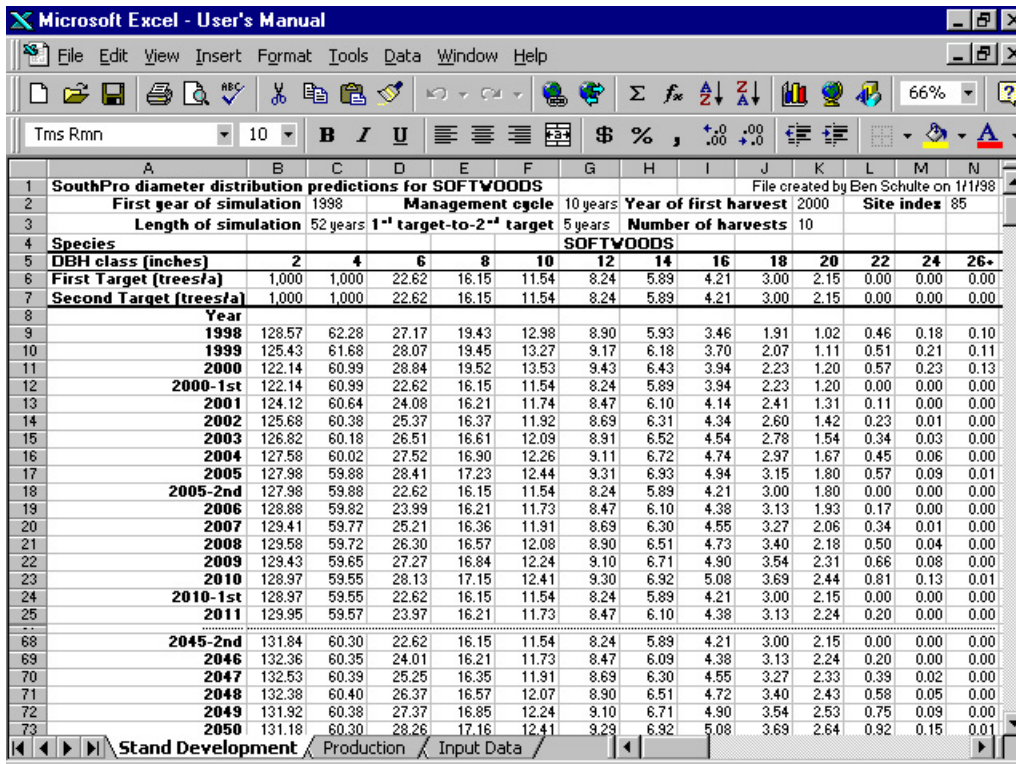 Microsoft Excel - User's Manual
File Edit View Insert Format Tools Data Window Help
ABC Σ fx A Z Z A 66% ?
Tms Rmn 10 B I U $ % , .0 .00 .00 .0 A
A B C D E F G H I J K L M N
1 SouthPro diameter distribution predictions for SOFTWOODS File created by Ben Schulte on 1/1/98
2 First year of simulation 1998 Management cycle 10 years Year of first harvest 2000 Site index 85
3 Length of simulation 52 years 1st target-to-2nd target 5 years Number of harvests 10
4 Species SOFTWOODS
5 DBH class (inches) 2 4 6 8 10 12 14 16 18 20 22 24 26+
6 First Target (trees/a) 1,000 1,000 22.62 16.15 11.54 8.24 5.89 4.21 3.00 2.15 0.00 0.00 0.00
7 Second Target (trees/a) 1,000 1,000 22.62 16.15 11.54 8.24 5.89 4.21 3.00 2.15 0.00 0.00 0.00
8 Year
9 1998 128.57 62.28 27.17 19.43 12.98 8.90 5.93 3.46 1.91 1.02 0.46 0.18 0.10
10 1999 125.43 61.68 28.07 19.45 13.27 9.17 6.18 3.70 2.07 1.11 0.51 0.21 0.11
11 2000 122.14 60.99 28.84 19.52 13.53 9.43 6.43 3.94 2.23 1.20 0.57 0.23 0.13
12 2000-1st 122.14 60.99 22.62 16.15 11.54 8.24 5.89 3.94 2.23 1.20 0.00 0.00 0.00
13 2001 124.12 60.64 24.08 16.21 11.74 8.47 6.10 4.14 2.41 1.31 0.11 0.00 0.00
14 2002 125.68 60.38 25.37 16.37 11.92 8.69 6.31 4.34 2.60 1.42 0.23 0.01 0.00
15 2003 126.82 60.18 26.51 16.61 12.09 8.91 6.52 4.54 2.78 1.54 0.34 0.03 0.00
16 2004 127.58 60.02 27.52 16.90 12.26 9.11 6.72 4.74 2.97 1.67 0.45 0.06 0.00
17 2005 127.98 59.88 28.41 17.23 12.44 9.31 6.93 4.94 3.15 1.80 0.57 0.09 0.01
18 2005-2nd 127.98 59.88 22.62 16.15 11.54 8.24 5.89 4.21 3.00 1.80 0.00 0.00 0.00
19 2006 128.88 59.82 23.99 16.21 11.73 8.47 6.10 4.38 3.13 1.93 0.17 0.00 0.00
20 2007 129.41 59.77 25.21 16.36 11.91 8.69 6.30 4.55 3.27 2.06 0.34 0.01 0.00
21 2008 129.58 59.72 26.30 16.57 12.08 8.90 6.51 4.73 3.40 2.18 0.50 0.04 0.00
22 2009 129.43 59.65 27.27 16.84 12.24 9.10 6.71 4.90 3.54 2.31 0.66 0.08 0.00
23 2010 128.97 59.55 28.13 17.15 12.41 9.30 6.92 5.08 3.69 2.44 0.81 0.13 0.01
24 2010-1st 128.97 59.55 22.62 16.15 11.54 8.24 5.89 4.21 3.00 2.15 0.00 0.00 0.00
25 2011 129.95 59.57 23.97 16.21 11.73 8.47 6.10 4.38 3.13 2.24 0.20 0.00 0.00
68 2045-2nd 131.84 60.30 22.62 16.15 11.54 8.24 5.89 4.21 3.00 2.15 0.00 0.00 0.00
69 2046 132.36 60.35 24.01 16.21 11.73 8.47 6.09 4.38 3.13 2.24 0.20 0.00 0.00
70 2047 132.53 60.39 25.25 16.35 11.91 8.69 6.30 4.55 3.27 2.33 0.39 0.02 0.00
71 2048 132.38 60.40 26.37 16.57 12.07 8.90 6.51 4.72 3.40 2.43 0.58 0.05 0.00
72 2049 131.92 60.38 27.37 16.85 12.24 9.10 6.71 4.90 3.54 2.53 0.75 0.09 0.00
73 2050 131.18 60.30 28.26 17.16 12.41 9.29 6.92 5.08 3.69 2.64 0.92 0.15 0.01
Stand Development Production Input Data